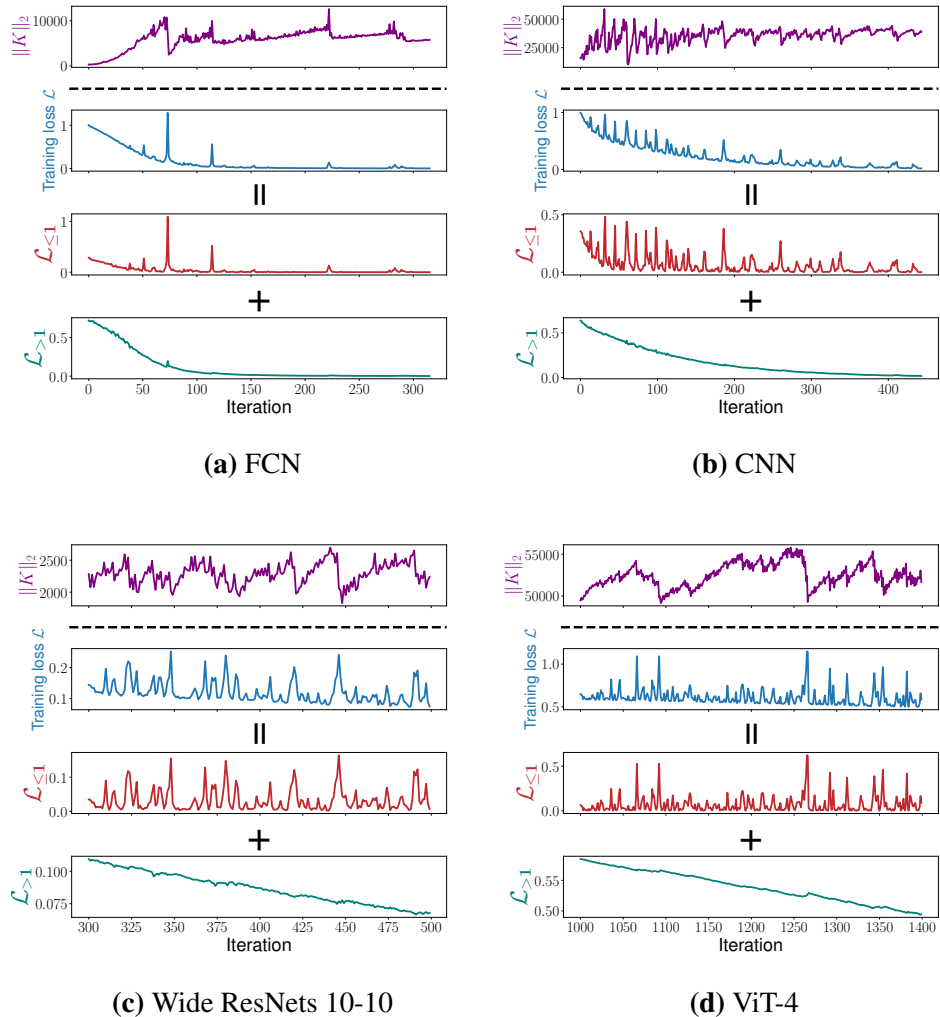 ||K||₂
10000
0
Training loss 𝓛
1
0
=
𝓛≤1
1
0
+
𝓛>1
0.5
0.0
0 50 100 150 200 250 300
Iteration
(a) FCN
||K||₂
50000
25000
Training loss 𝓛
1
0
=
𝓛≤1
0.5
0.0
+
𝓛>1
0.5
0.0
0 100 200 300 400
Iteration
(b) CNN
||K||₂
2500
2000
Training loss 𝓛
0.2
0.1
=
𝓛≤1
0.1
0.0
+
𝓛>1
0.100
0.075
300 325 350 375 400 425 450 475 500
Iteration
(c) Wide ResNets 10-10
||K||₂
55000
50000
Training loss 𝓛
1.0
0.5
=
𝓛≤1
0.5
0.0
+
𝓛>1
0.55
0.50
1000 1050 1100 1150 1200 1250 1300 1350 1400
Iteration
(d) ViT-4